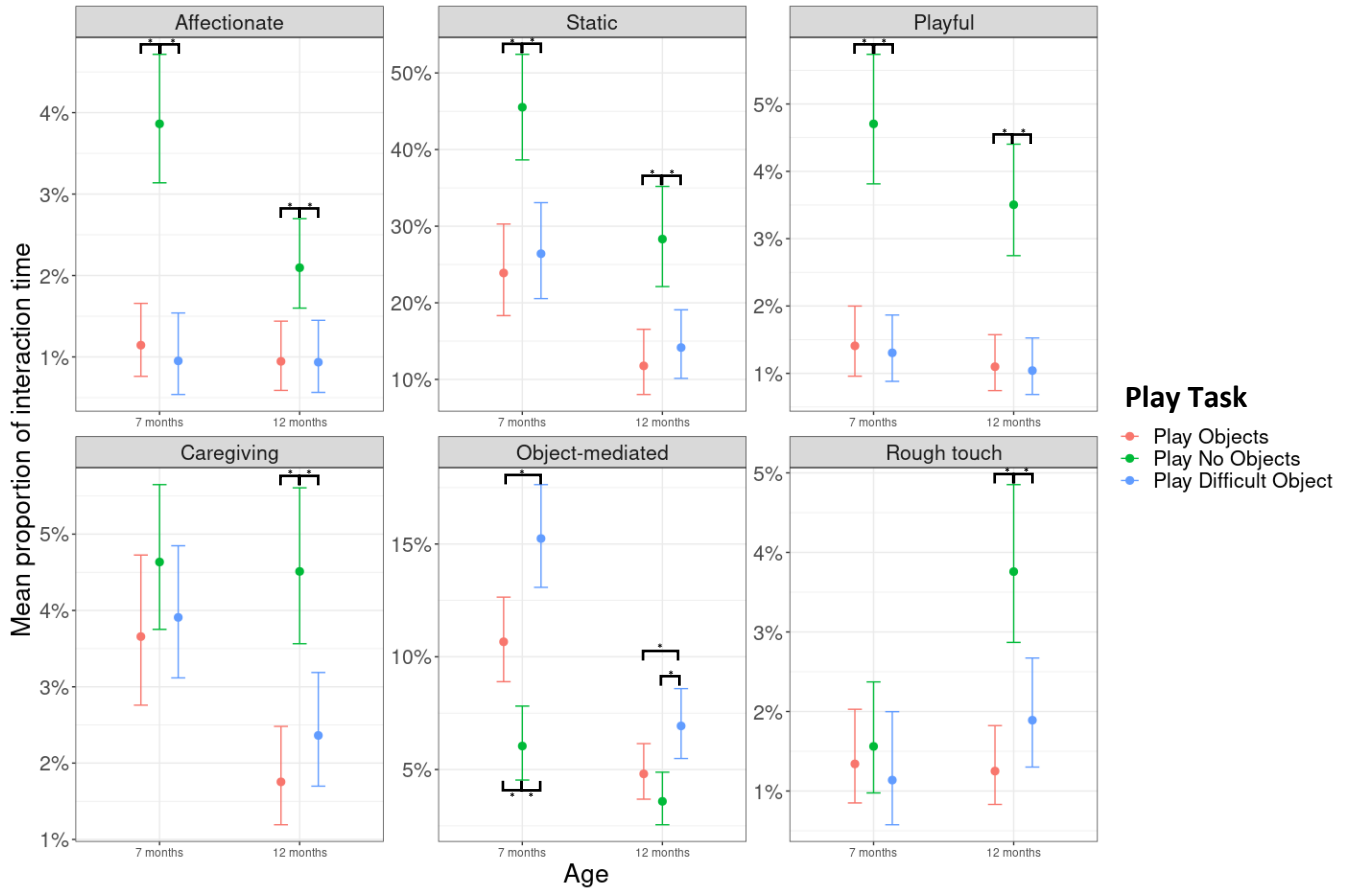 Affectionate
Static
Playful
* *
* *
* *
50%
5%
4%
40%
* *
4%
* *
3%
* *
30%
3%
2%
20%
2%
1%
10%
1%
7 months
12 months
7 months
12 months
7 months
12 months
Mean proportion of interaction time
Play Task
Play Objects
Play No Objects
Play Difficult Object
Caregiving
Object-mediated
Rough touch
* *
*
* *
5%
5%
15%
4%
4%
*
10%
*
3%
3%
2%
2%
5%
* *
1%
1%
7 months
12 months
7 months
12 months
7 months
12 months
Age